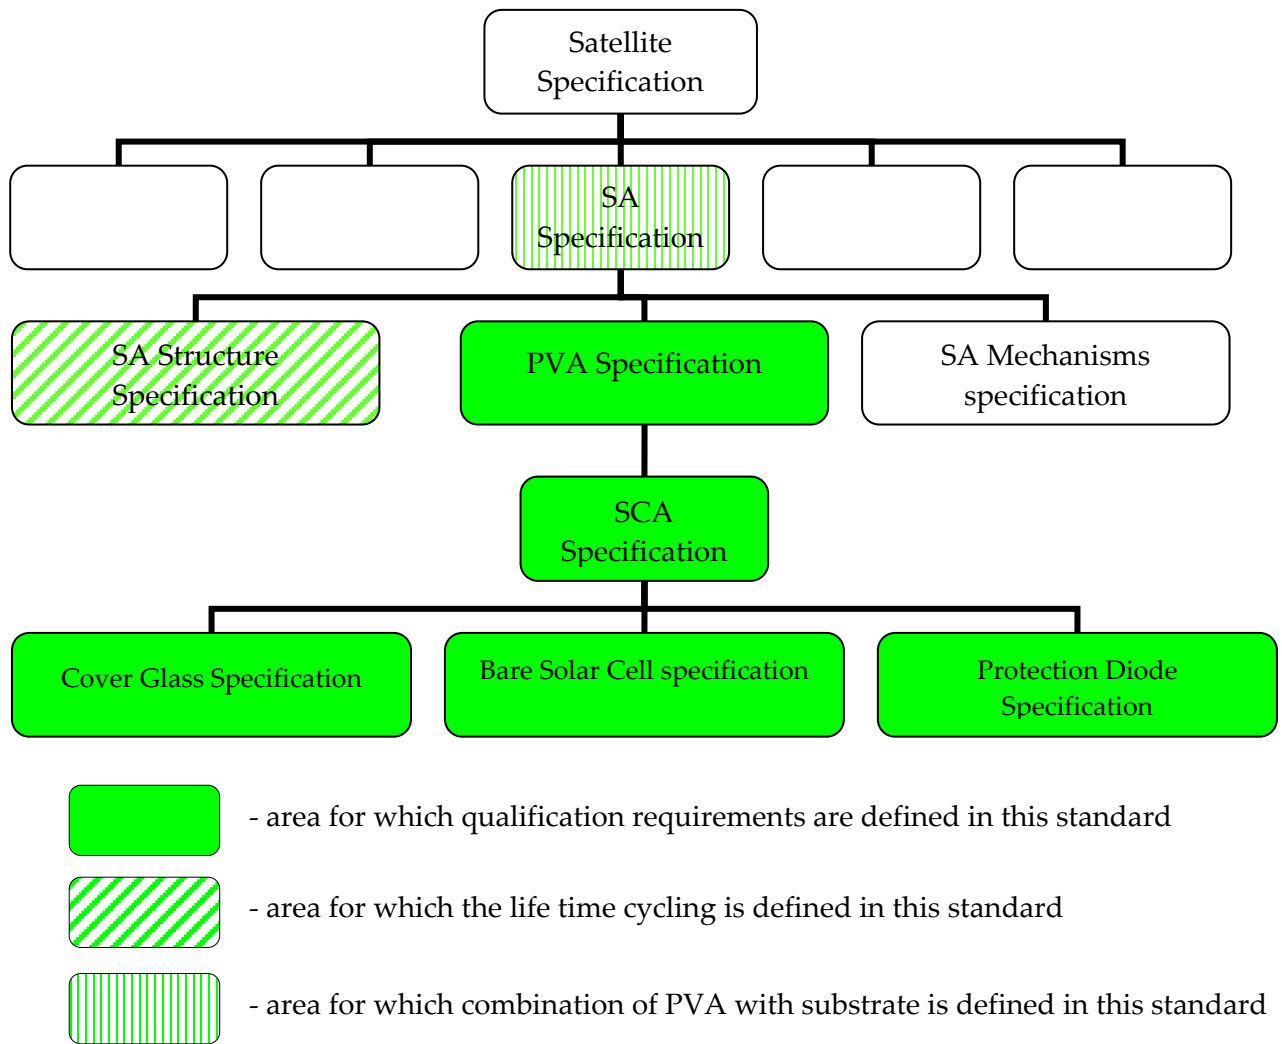 Satellite
Specification
SA
Specification
SA Structure
Specification
PVA Specification
SA Mechanisms
specification
SCA
Specification
Cover Glass Specification
Bare Solar Cell specification
Protection Diode
Specification
- area for which qualification requirements are defined in this standard
- area for which the life time cycling is defined in this standard
- area for which combination of PVA with substrate is defined in this standard